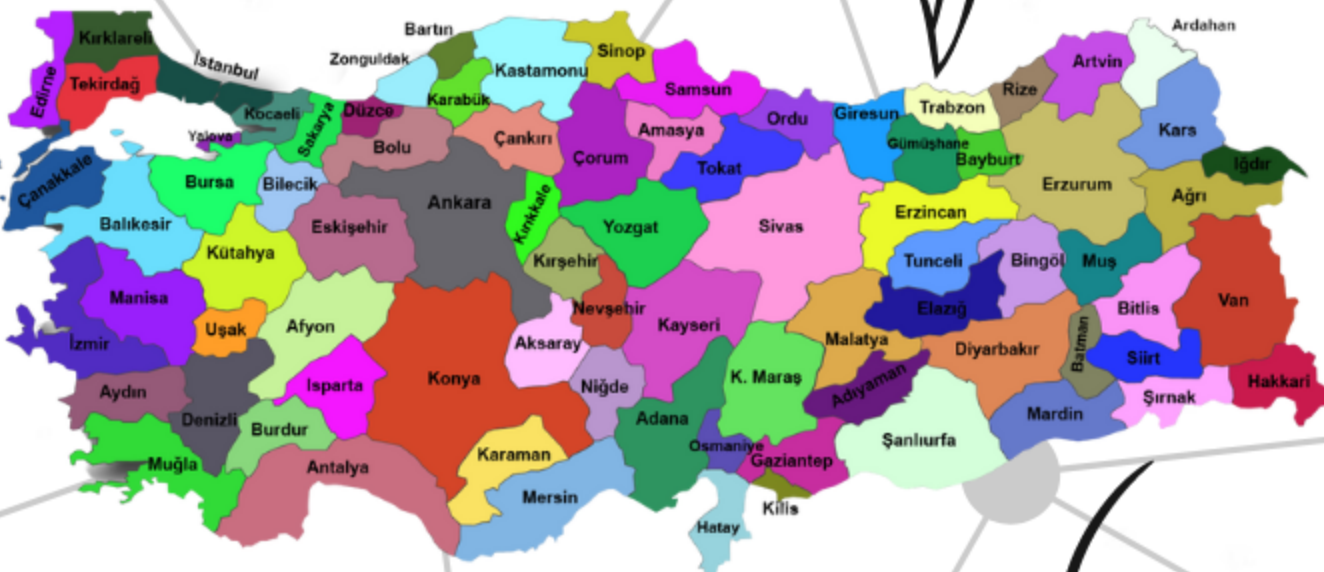 Kırklareli
Edirne
Tekirdağ
İstanbul
Kocaeli
Yalova
Sakarya
Düzce
Zonguldak
Bartın
Karabük
Kastamonu
Sinop
Samsun
Ordu
Giresun
Trabzon
Rize
Artvin
Ardahan
Kars
Iğdır
Ağrı
Erzurum
Bayburt
Gümüşhane
Tokat
Amasya
Çorum
Çankırı
Bolu
Bilecik
Bursa
Balıkesir
Çanakkale
Kütahya
Eskişehir
Ankara
Kırıkkale
Kırşehir
Yozgat
Sivas
Erzincan
Tunceli
Bingöl
Muş
Bitlis
Van
Hakkari
Şırnak
Siirt
Batman
Diyarbakır
Elazığ
Malatya
Kayseri
Nevşehir
Aksaray
Konya
Afyon
Uşak
Manisa
İzmir
Aydın
Denizli
Isparta
Burdur
Muğla
Antalya
Karaman
Mersin
Niğde
Adana
K. Maraş
Osmaniye
Gaziantep
Kilis
Hatay
Adıyaman
Şanlıurfa
Mardin